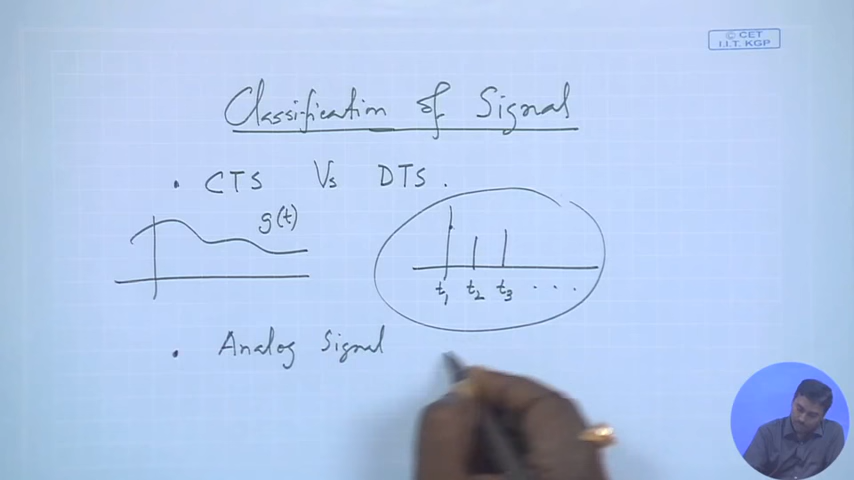 © CET
I.I.T. KGP
Classification of Signal
• CTS Vs DTS.
g(t)
t1 t2 t3 . . .
• Analog Signal